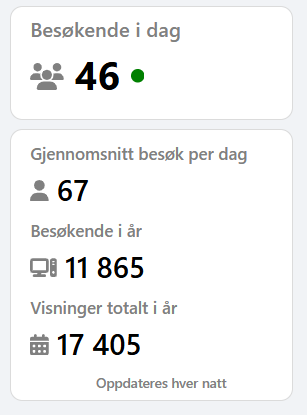 Besøkende i dag
46
Gjennomsnitt besøk per dag
67
Besøkende i år
11 865
Visninger totalt i år
17 405
Oppdateres hver natt